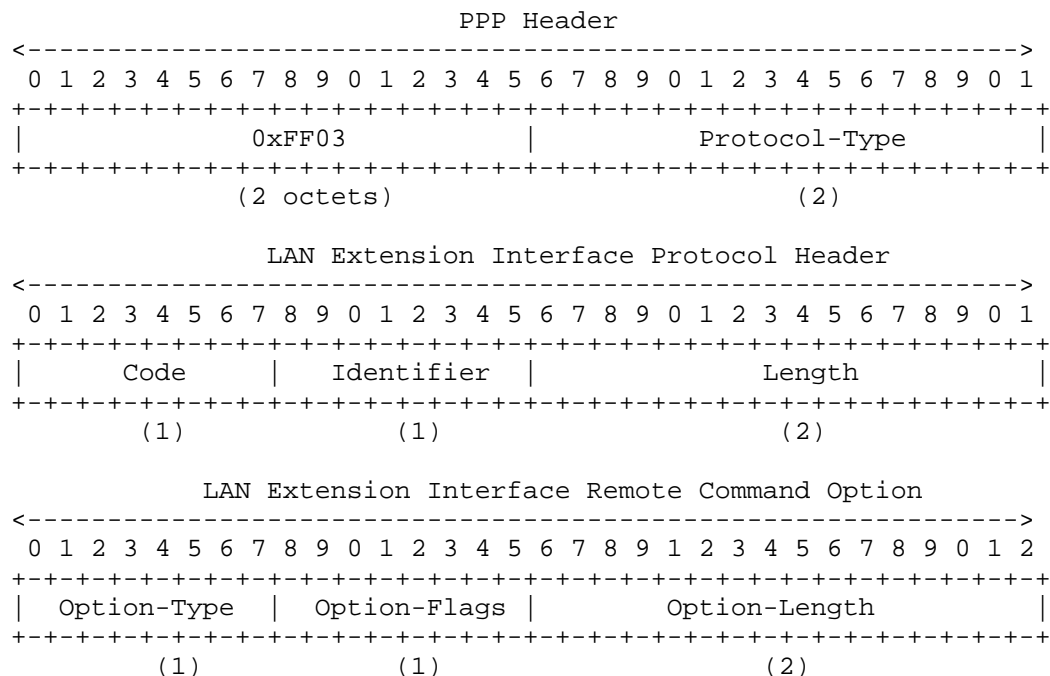 PPP Header
<-------------------------------------------------------------->
0 1 2 3 4 5 6 7 8 9 0 1 2 3 4 5 6 7 8 9 0 1 2 3 4 5 6 7 8 9 0 1
+-+-+-+-+-+-+-+-+-+-+-+-+-+-+-+-+-+-+-+-+-+-+-+-+-+-+-+-+-+-+-+-+
| 0xFF03 | Protocol-Type |
+-+-+-+-+-+-+-+-+-+-+-+-+-+-+-+-+-+-+-+-+-+-+-+-+-+-+-+-+-+-+-+-+
(2 octets) (2)
LAN Extension Interface Protocol Header
<-------------------------------------------------------------->
0 1 2 3 4 5 6 7 8 9 0 1 2 3 4 5 6 7 8 9 0 1 2 3 4 5 6 7 8 9 0 1
+-+-+-+-+-+-+-+-+-+-+-+-+-+-+-+-+-+-+-+-+-+-+-+-+-+-+-+-+-+-+-+-+
| Code | Identifier | Length |
+-+-+-+-+-+-+-+-+-+-+-+-+-+-+-+-+-+-+-+-+-+-+-+-+-+-+-+-+-+-+-+-+
(1) (1) (2)
LAN Extension Interface Remote Command Option
<-------------------------------------------------------------->
0 1 2 3 4 5 6 7 8 9 0 1 2 3 4 5 6 7 8 9 1 2 3 4 5 6 7 8 9 0 1 2
+-+-+-+-+-+-+-+-+-+-+-+-+-+-+-+-+-+-+-+-+-+-+-+-+-+-+-+-+-+-+-+-+
| Option-Type | Option-Flags | Option-Length |
+-+-+-+-+-+-+-+-+-+-+-+-+-+-+-+-+-+-+-+-+-+-+-+-+-+-+-+-+-+-+-+-+
(1) (1) (2)